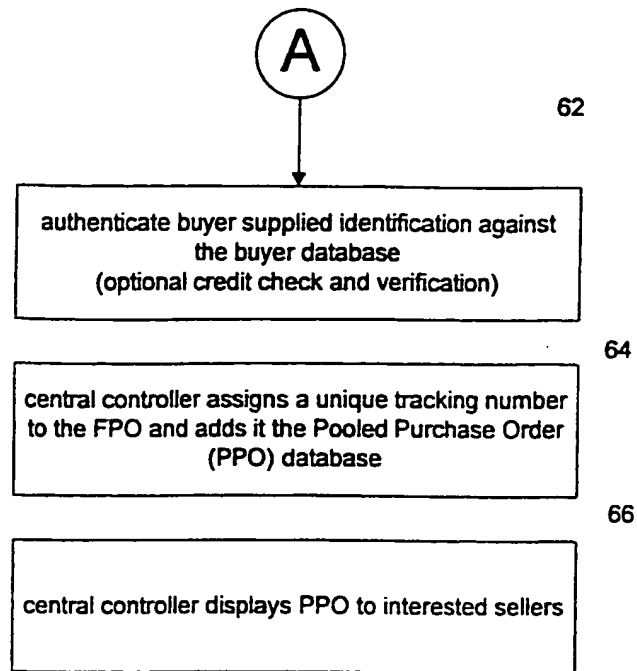 A
62
authenticate buyer supplied identification against
the buyer database
(optional credit check and verification)
64
central controller assigns a unique tracking number
to the FPO and adds it the Pooled Purchase Order
(PPO) database
66
central controller displays PPO to interested sellers